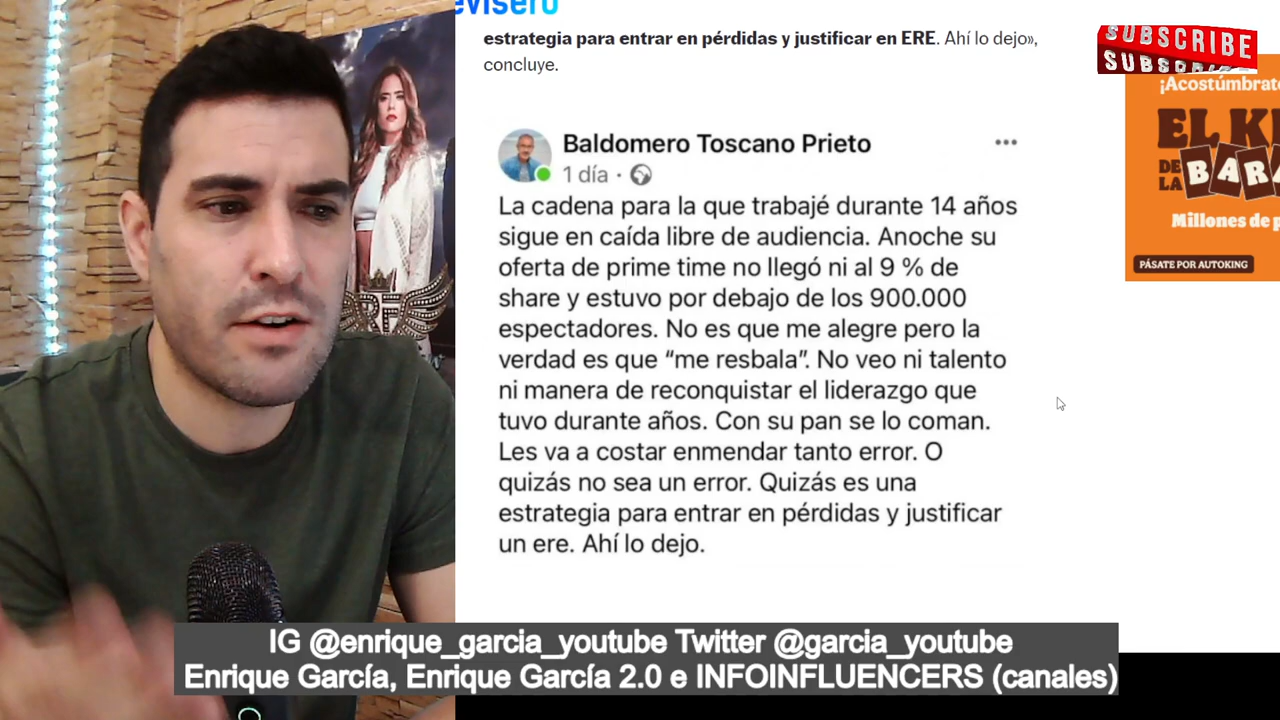 estrategia para entrar en pérdidas y justificar en ERE. Ahí lo dejo»,
concluye.
SUBSCRIBE
¡Acostúmbrate
Baldomero Toscano Prieto
1 día ·
La cadena para la que trabajé durante 14 años
sigue en caída libre de audiencia. Anoche su
oferta de prime time no llegó ni al 9 % de
share y estuvo por debajo de los 900.000
espectadores. No es que me alegre pero la
verdad es que “me resbala”. No veo ni talento
ni manera de reconquistar el liderazgo que
tuvo durante años. Con su pan se lo coman.
Les va a costar enmendar tanto error. O
quizás no sea un error. Quizás es una
estrategia para entrar en pérdidas y justificar
un ere. Ahí lo dejo.
EL
DE
LA
Millones de
PÁSATE POR AUTOKING
IG @enrique_garcia_youtube Twitter @garcia_youtube
Enrique García, Enrique García 2.0 e INFOINFLUENCERS (canales)